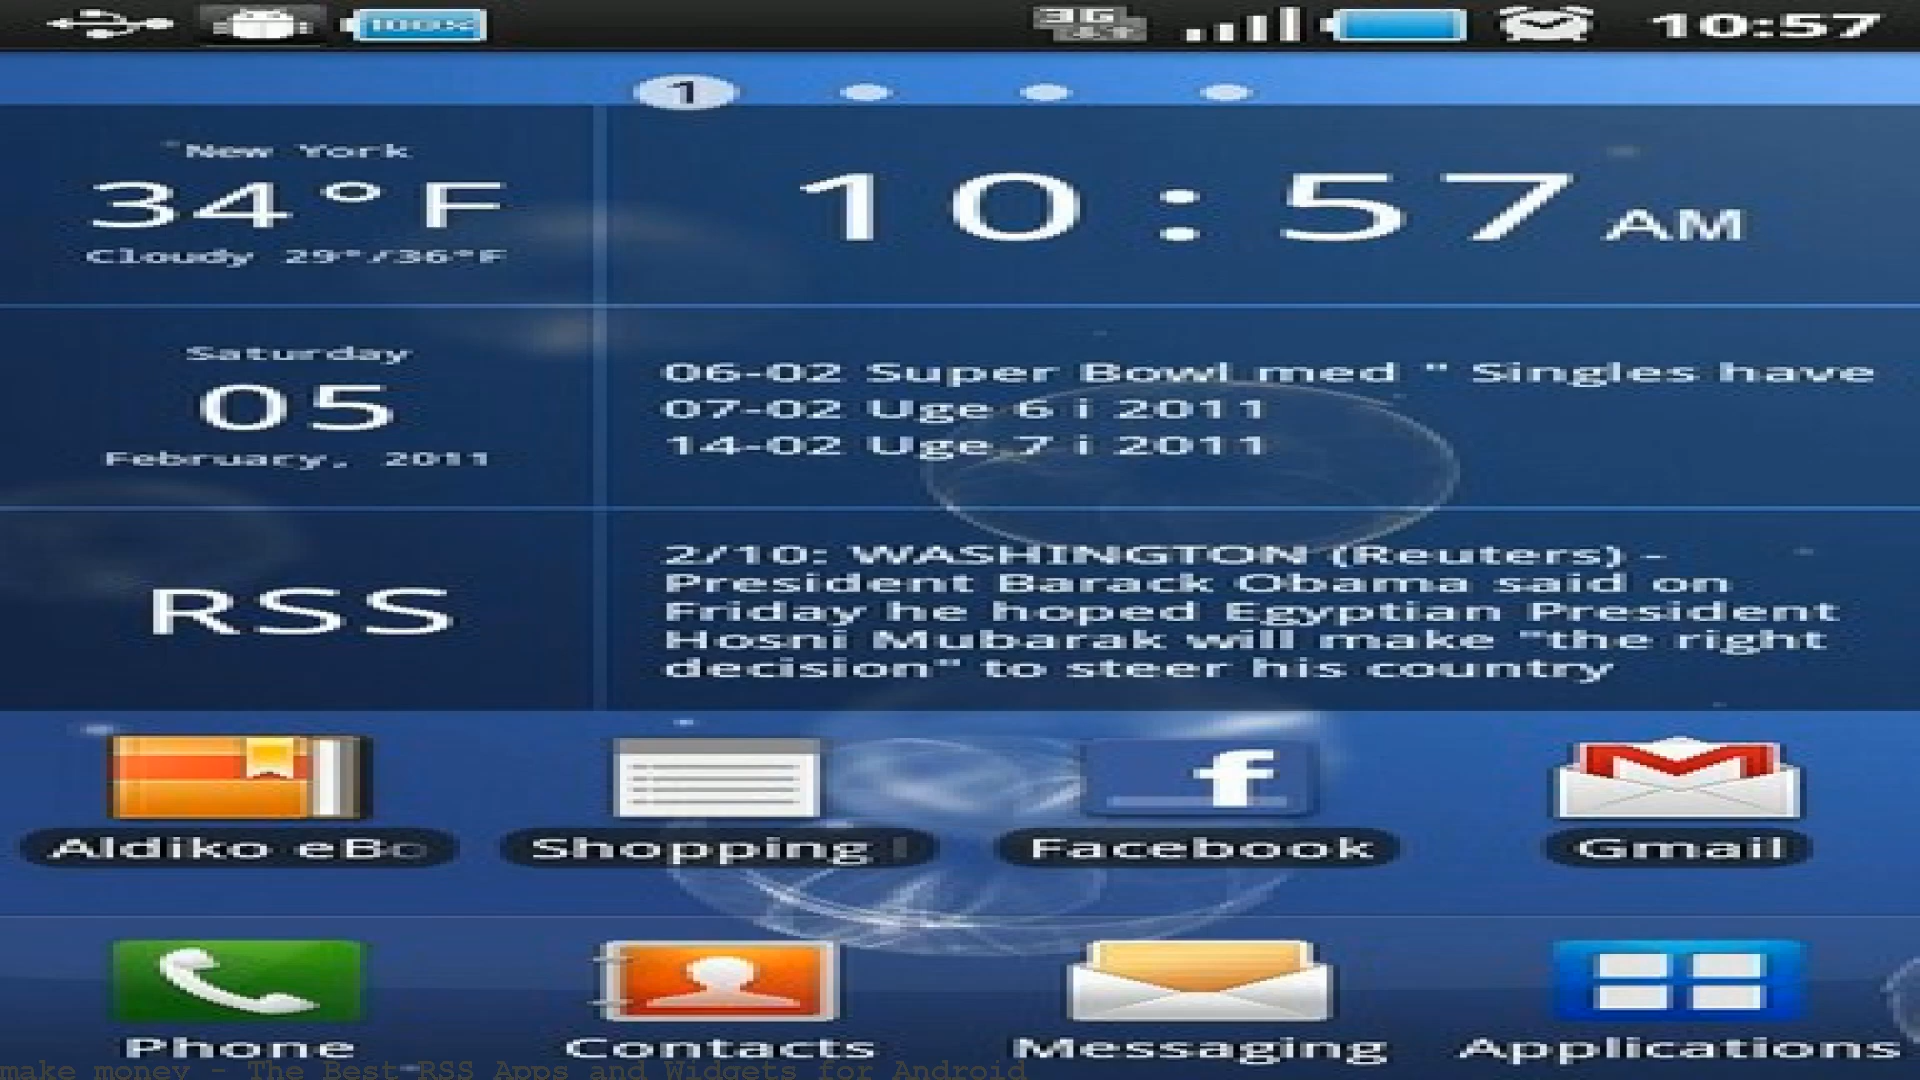 100%
3G
10:57
1
New York
34°F
Cloudy 29°/36°F
10:57 AM
Saturday
05
February, 2011
06-02 Super Bowl med " Singles have
07-02 Uge 6 i 2011
14-02 Uge 7 i 2011
RSS
2/10: WASHINGTON (Reuters) -
President Barack Obama said on
Friday he hoped Egyptian President
Hosni Mubarak will make "the right
decision" to steer his country
Aldiko eBo
Shopping
Facebook
Gmail
Phone
Contacts
Messaging
Applications
make money - The Best RSS Apps and Widgets for Android